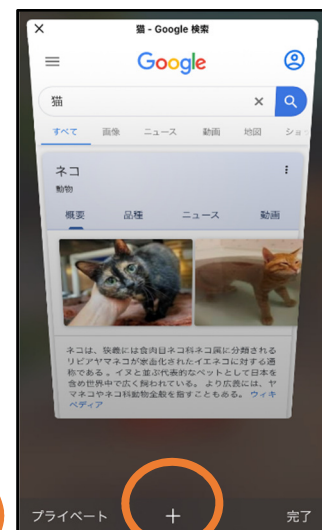 猫 - Google 検索
Google
猫
すべて 画像 ニュース 動画 地図 ショ
ネコ
動物
概要 品種 ニュース 動画
ネコは、狭義には食肉目ネコ科ネコ属に分類される
リビアヤマネコが家畜化されたイエネコに対する通
称である。イヌと並ぶ代表的なペットとして日本を
含め世界中で広く飼われている。 より広義には、ヤ
マネコやネコ科動物全般を指すこともある。 ウィキ
ペディア
プライベート 完了